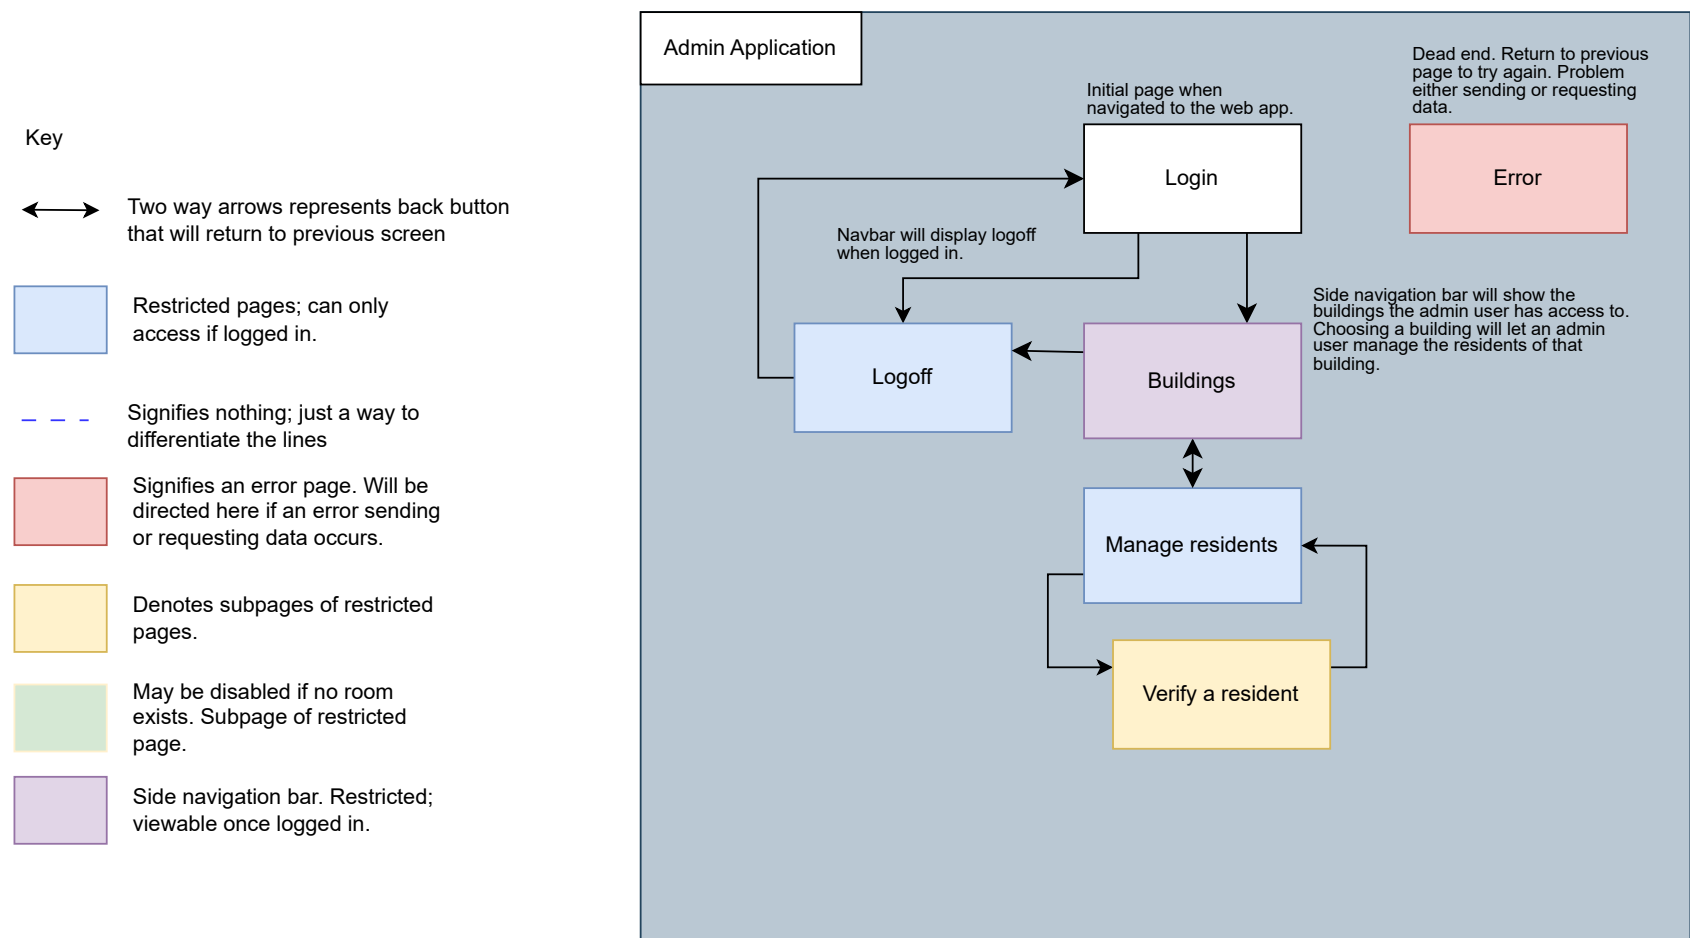 Key
Two way arrows represents back button
that will return to previous screen
Restricted pages; can only
access if logged in.
Signifies nothing; just a way to
differentiate the lines
Signifies an error page. Will be
directed here if an error sending
or requesting data occurs.
Denotes subpages of restricted
pages.
May be disabled if no room
exists. Subpage of restricted
page.
Side navigation bar. Restricted;
viewable once logged in.
Admin Application
Initial page when
navigated to the web app.
Login
Dead end. Return to previous
page to try again. Problem
either sending or requesting
data.
Error
Navbar will display logoff
when logged in.
Logoff
Buildings
Side navigation bar will show the
buildings the admin user has access to.
Choosing a building will let an admin
user manage the residents of that
building.
Manage residents
Verify a resident